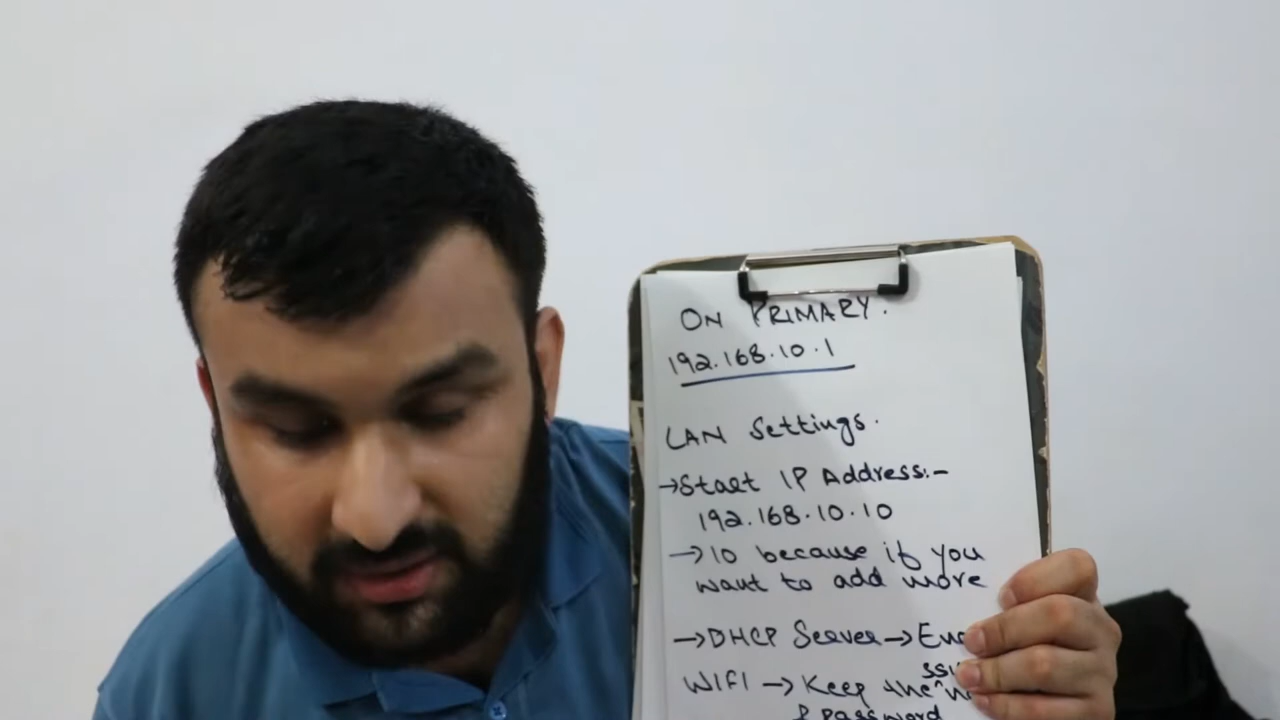 ON PRIMARY.
192.168.10.1
LAN Settings.
→Start IP Address:-
192.168.10.10
→10 because if you
want to add more
→DHCP Server→
WIFI → Keep the
& Password